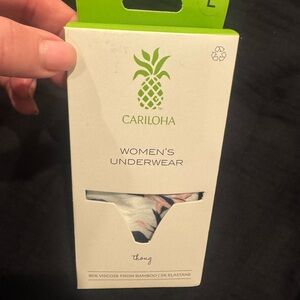 L
CARILOHA
WOMEN'S
UNDERWEAR
thong
95% VISCOSE FROM BAMBOO | 5% ELASTANE